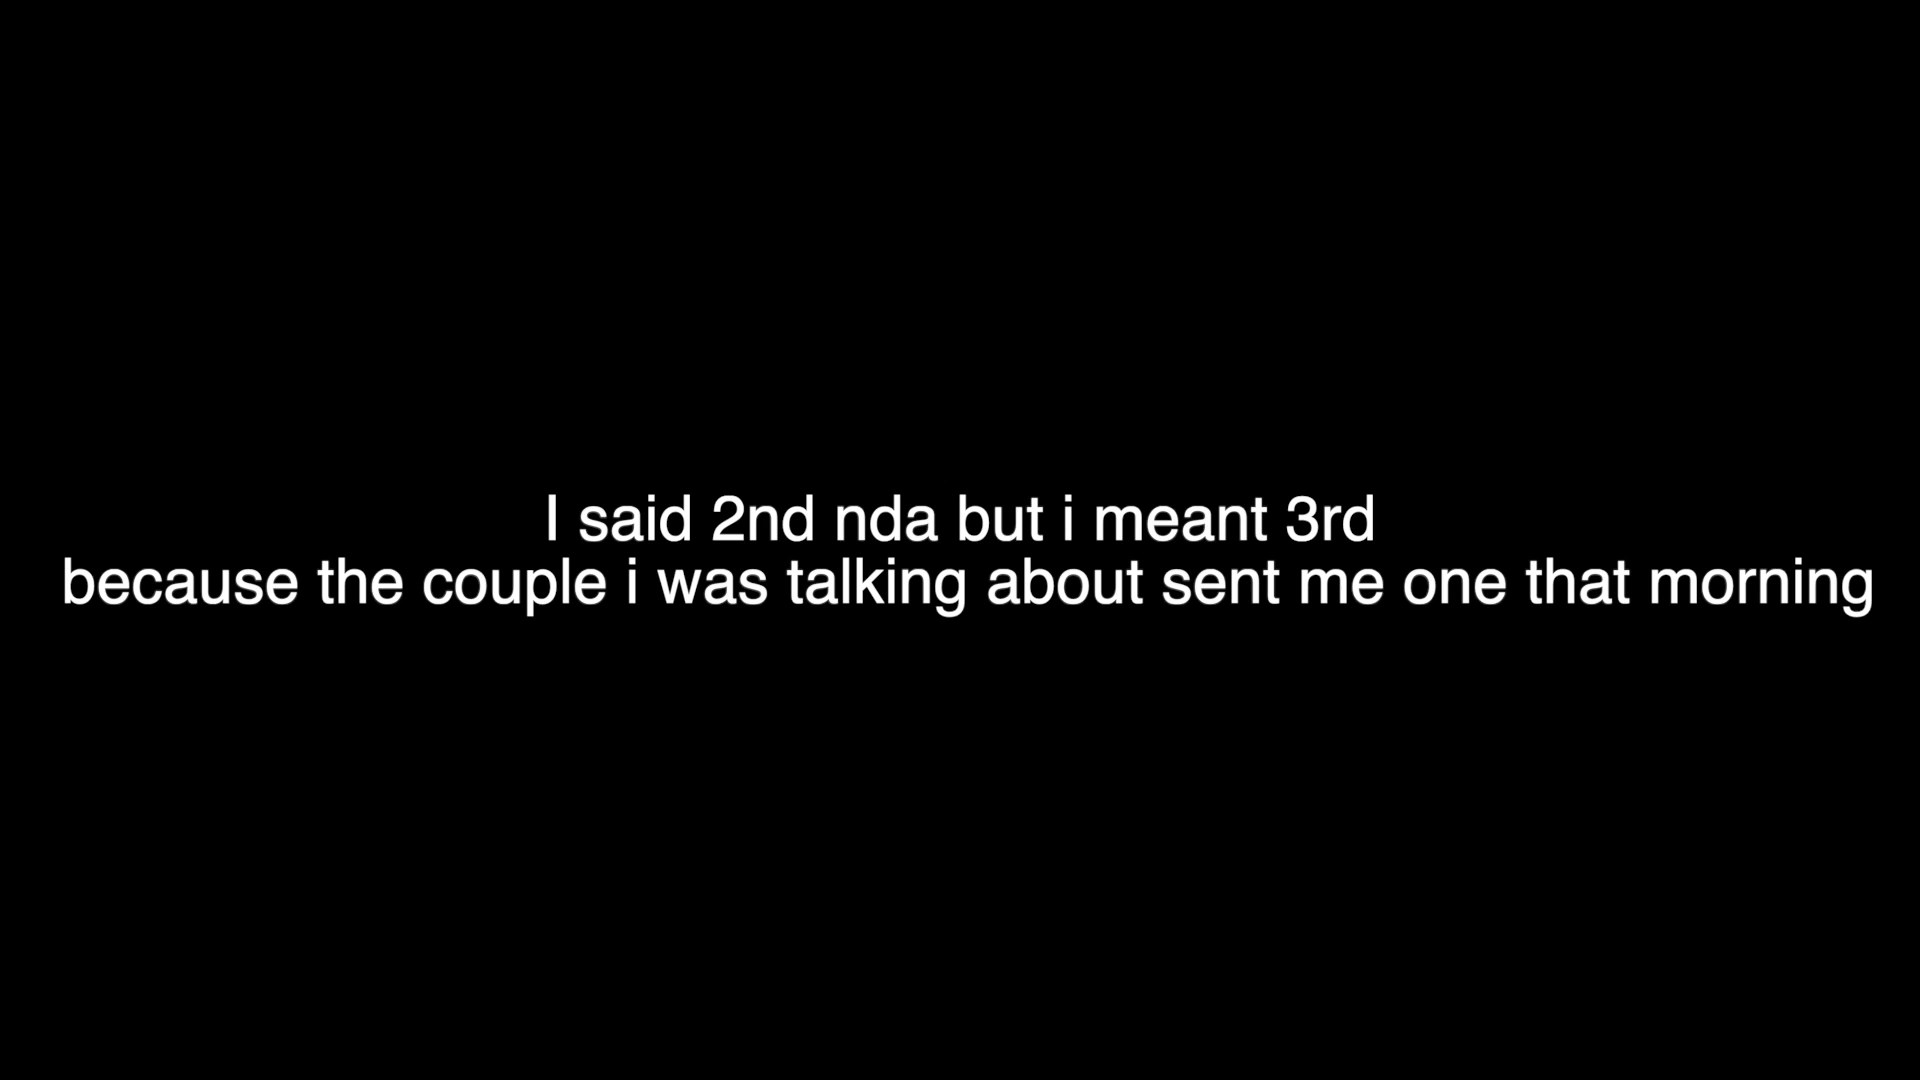 I said 2nd nda but i meant 3rd
because the couple i was talking about sent me one that morning